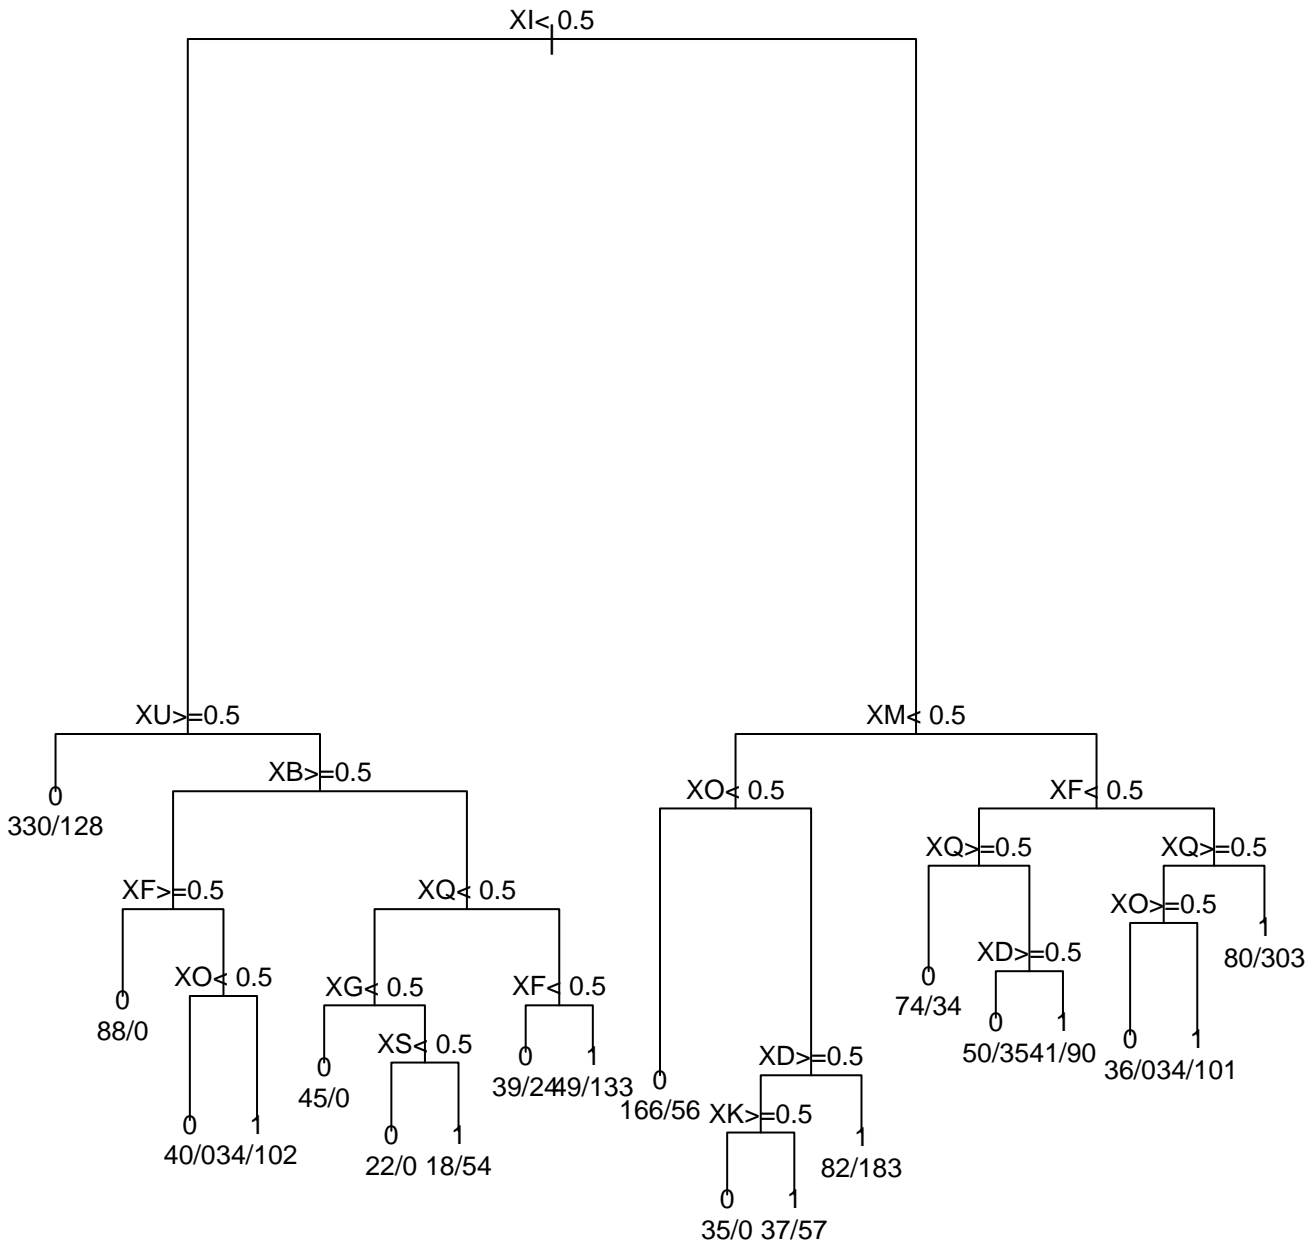 XI< 0.5
XU>=0.5
XM< 0.5
XB>=0.5
XO< 0.5
XF< 0.5
0
330/128
XQ>=0.5
XQ>=0.5
XF>=0.5
XQ< 0.5
XO>=0.5
1
80/303
XD>=0.5
XO< 0.5
XG< 0.5
XF< 0.5
0
74/34
0
88/0
0
50/35
1
41/90
0
36/0
1
34/101
XS< 0.5
XD>=0.5
0
45/0
0
39/24
1
49/133
0
166/56
XK>=0.5
0
40/0
1
34/102
0
22/0
1
18/54
1
82/183
0
35/0
1
37/57